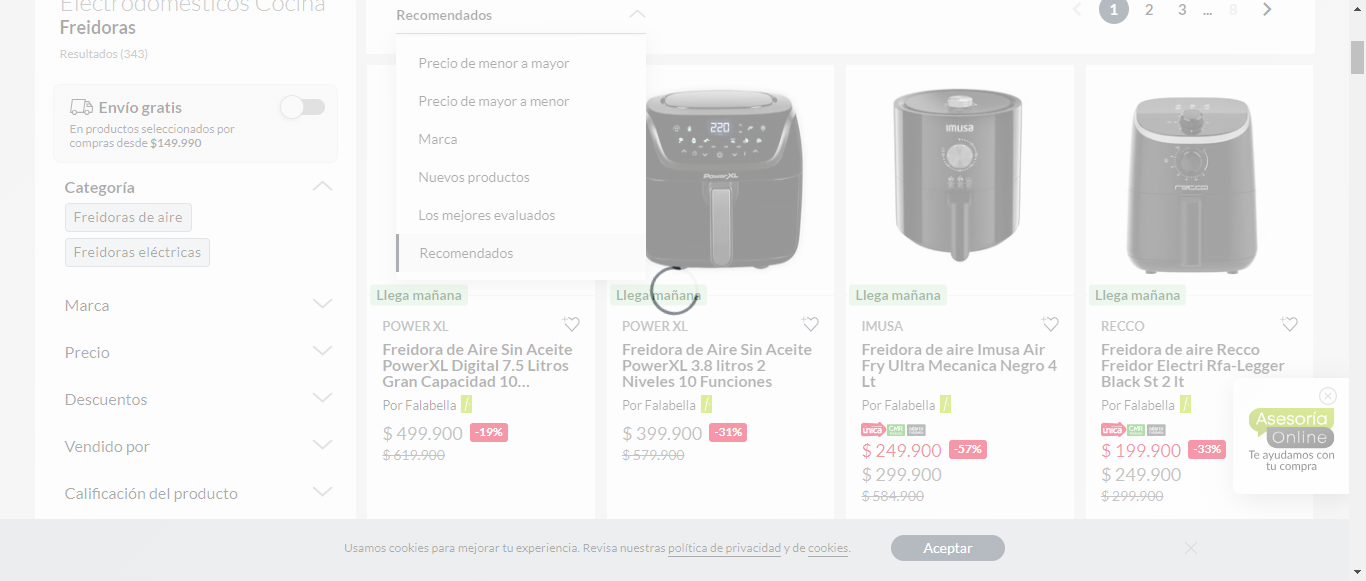 Electrodomésticos Cocina
Freidoras
Resultados (343)
Envío gratis
En productos seleccionados por
compras desde $149.990
Categoría
Freidoras de aire
Freidoras eléctricas
Marca
Precio
Descuentos
Vendido por
Calificación del producto
Recomendados
Precio de menor a mayor
Precio de mayor a menor
Marca
Nuevos productos
Los mejores evaluados
Recomendados
1 2 3 ... 8
Llega mañana
POWER XL
Freidora de Aire Sin Aceite
PowerXL Digital 7.5 Litros
Gran Capacidad 10...
Por Falabella
$ 499.900 -19%
$ 619.900
220
PowerXL
Llega mañana
POWER XL
Freidora de Aire Sin Aceite
PowerXL 3.8 litros 2
Niveles 10 Funciones
Por Falabella
$ 399.900 -31%
$ 579.900
imusa
Llega mañana
IMUSA
Freidora de aire Imusa Air
Fry Ultra Mecanica Negro 4
Lt
Por Falabella
unica CMR
$ 249.900 -57%
$ 299.900
$ 584.900
recco
Llega mañana
RECCO
Freidora de aire Recco
Freidor Electri Rfa-Legger
Black St 2 lt
Por Falabella
unica CMR
$ 199.900 -33%
$ 249.900
$ 299.900
Asesoría
Online
Te ayudamos con
tu compra
Usamos cookies para mejorar tu experiencia. Revisa nuestras política de privacidad y de cookies.
Aceptar